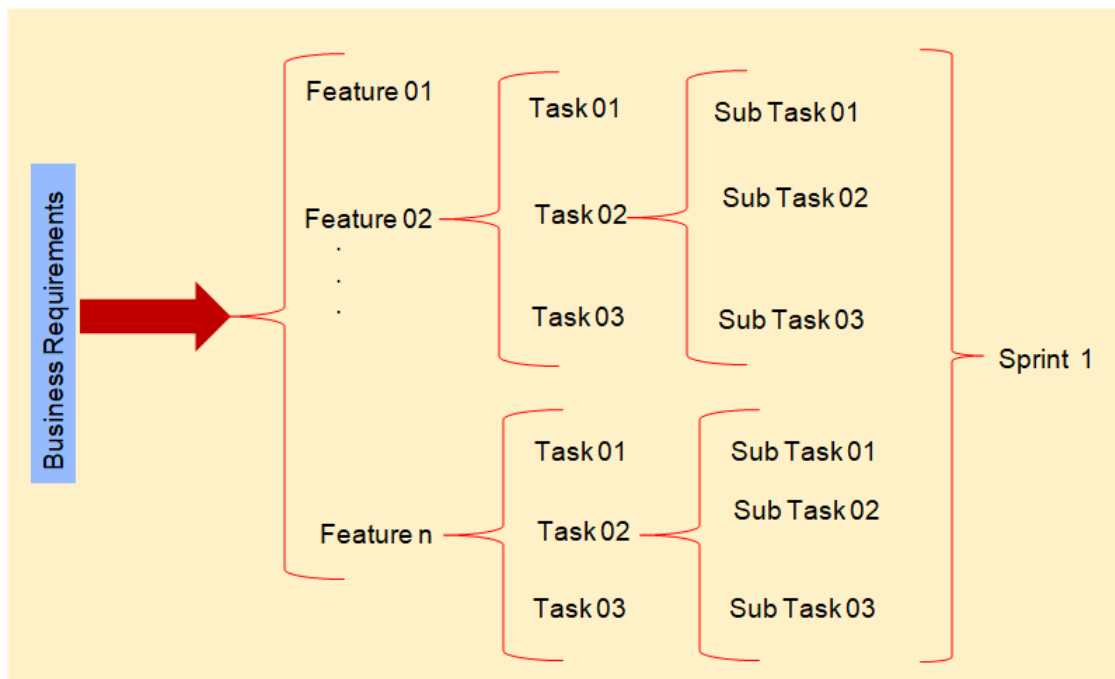 Business Requirements
Feature 01
Feature 02
.
.
.
Feature n
Task 01
Task 02
Task 03
Task 01
Task 02
Task 03
Sub Task 01
Sub Task 02
Sub Task 03
Sub Task 01
Sub Task 02
Sub Task 03
Sprint 1